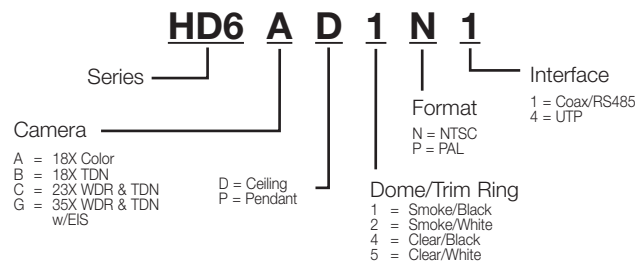 HD6 A D 1 N 1
Series
Interface
1 = Coax/RS485
4 = UTP
Format
N = NTSC
P = PAL
Camera
A = 18X Color
B = 18X TDN
C = 23X WDR & TDN
G = 35X WDR & TDN
w/EIS
D = Ceiling
P = Pendant
Dome/Trim Ring
1 = Smoke/Black
2 = Smoke/White
4 = Clear/Black
5 = Clear/White